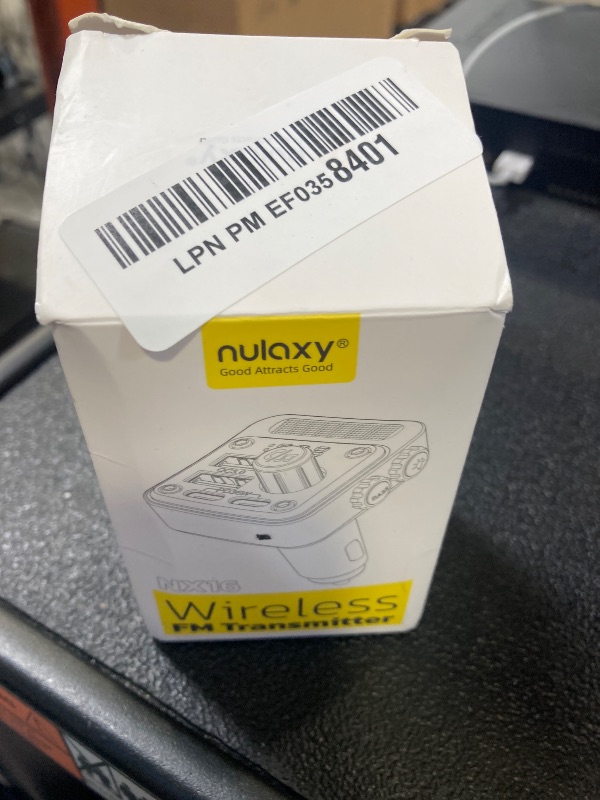 LPN PM EF0358401
nulaxy®
Good Attracts Good
NX16
Wireless
FM Transmitter